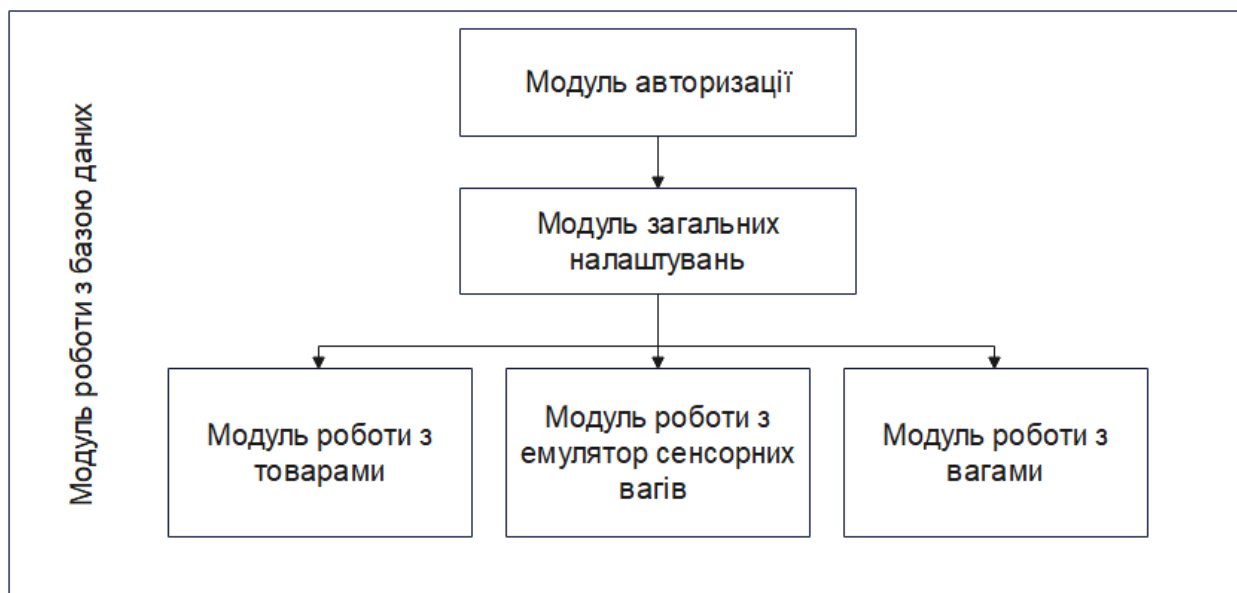 Модуль роботи з базою даних
Модуль авторизації
Модуль загальних
налаштувань
Модуль роботи з
товарами
Модуль роботи з
емулятор сенсорних
вагів
Модуль роботи з
вагами